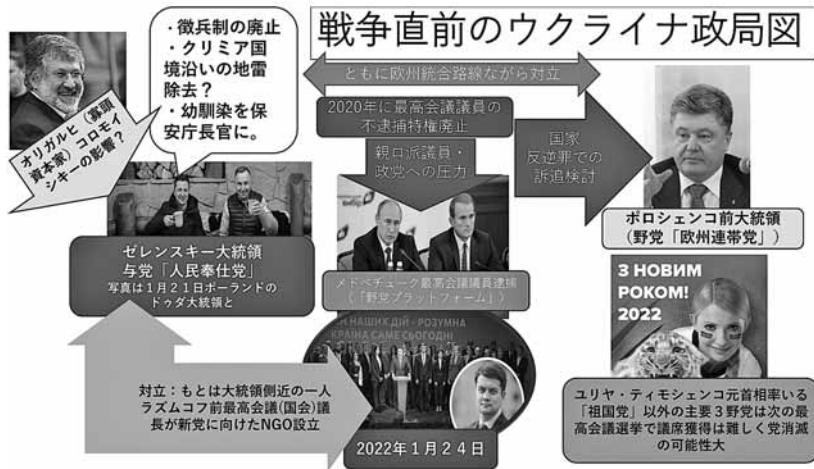 戦争直前のウクライナ政局図
・徴兵制の廃止
・クリミア国
境沿いの地雷
除去？
・幼馴染を保
安庁長官に。
ともに欧州統合路線ながら対立
2020年に最高会議議員の
不逮捕特権廃止
オリガルヒ（寡頭
資本家）コロモイ
シキーの影響？
親ロ派議員・
政党への圧力
国家
反逆罪での
訴追検討
ポロシェンコ前大統領
（野党「欧州連帯党」）
ゼレンスキー大統領
与党「人民奉仕党」
写真は１月２１日ポーランドの
ドゥダ大統領と
メドベチューク最高会議議員逮捕
（「野党プラットフォーム」）
З НОВИМ
РОКОМ!
2022
НАШИХ ДІЙ - РОЗУМНА
КРАЇНА САМЕ СЬОГОДНІ
対立：もとは大統領側近の一人
ラズムコフ前最高会議(国会)議
長が新党に向けたNGO設立
2022年１月２４日
ユリヤ・ティモシェンコ元首相率いる
「祖国党」以外の主要３野党は次の最
高会議選挙で議席獲得は難しく党消滅
の可能性大